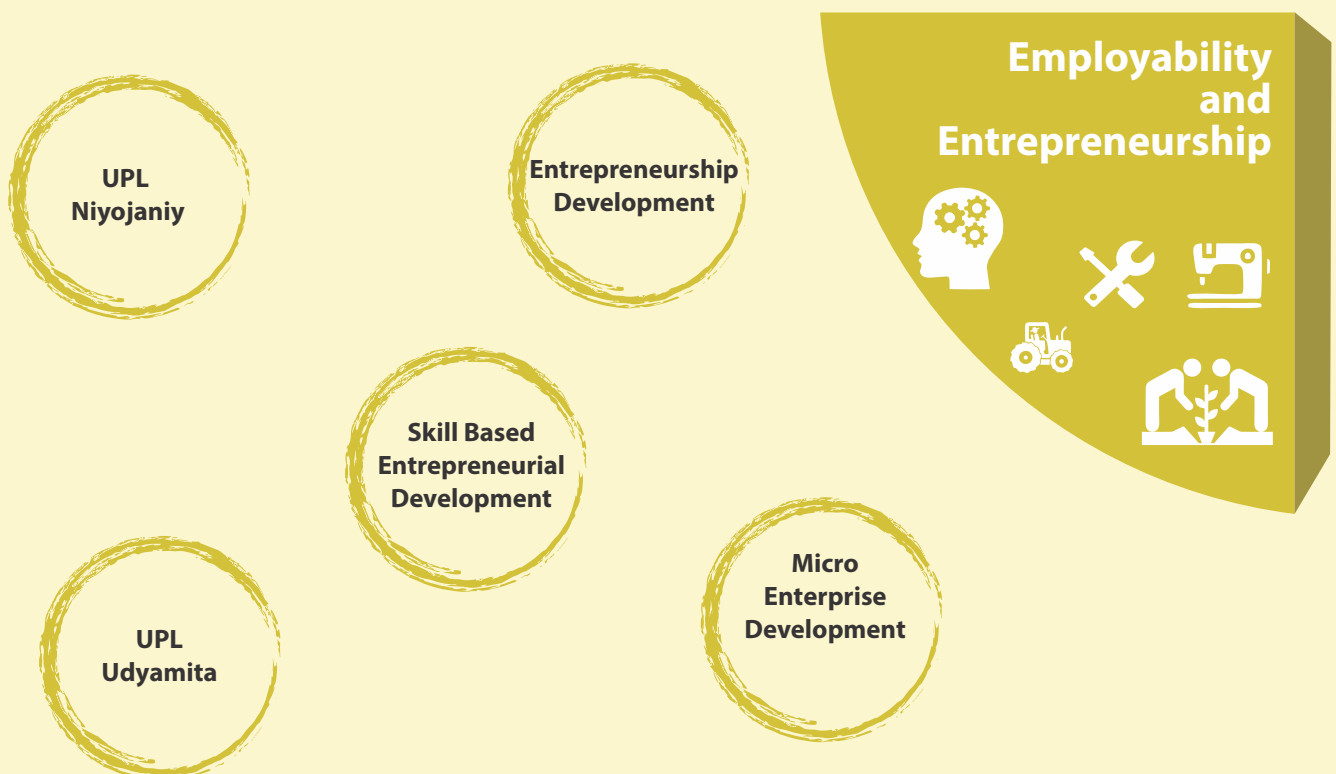 Employability
and
Entrepreneurship
UPL
Niyojaniy
Entrepreneurship
Development
Skill Based
Entrepreneurial
Development
Micro
Enterprise
Development
UPL
Udyamita